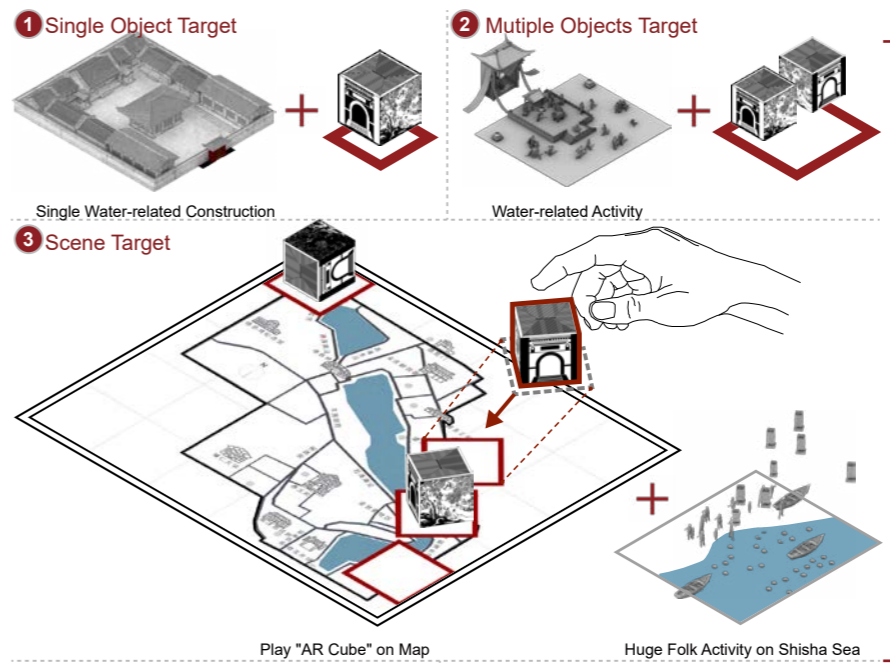 1 Single Object Target
2 Mutiple Objects Target
Single Water-related Construction
Water-related Activity
3 Scene Target
Play "AR Cube" on Map
Huge Folk Activity on Shisha Sea